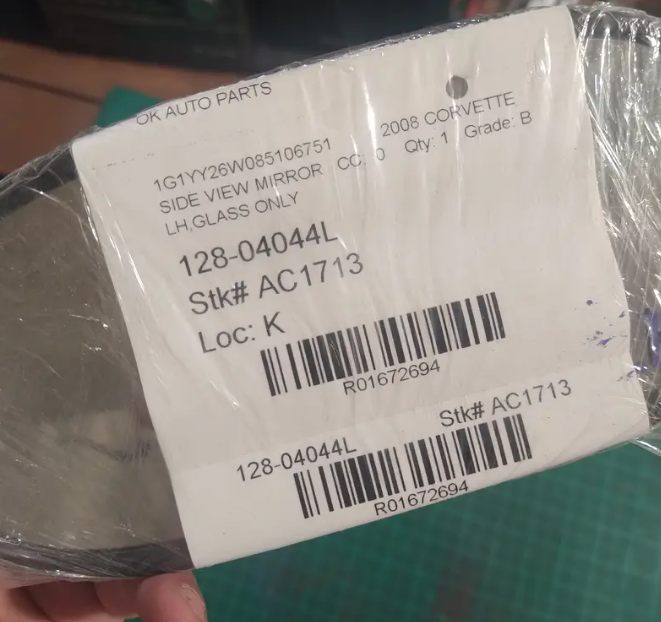 OK AUTO PARTS
1G1YY26W085106751 2008 CORVETTE
SIDE VIEW MIRROR CC: 0 Qty: 1 Grade: B
LH,GLASS ONLY
128-04044L
Stk# AC1713
Loc: K
R01672694
128-04044L Stk# AC1713
R01672694